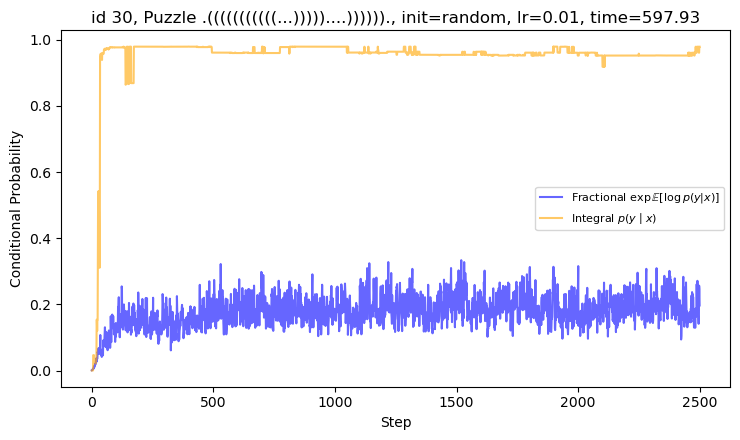 id 30, Puzzle .(((((((((((...)))))....))))))., init=random, lr=0.01, time=597.93
1.0
0.8
0.6
0.4
0.2
0.0
Conditional Probability
Fractional exp𝔼[log p(y|x)]
Integral p(y | x)
0 500 1000 1500 2000 2500
Step